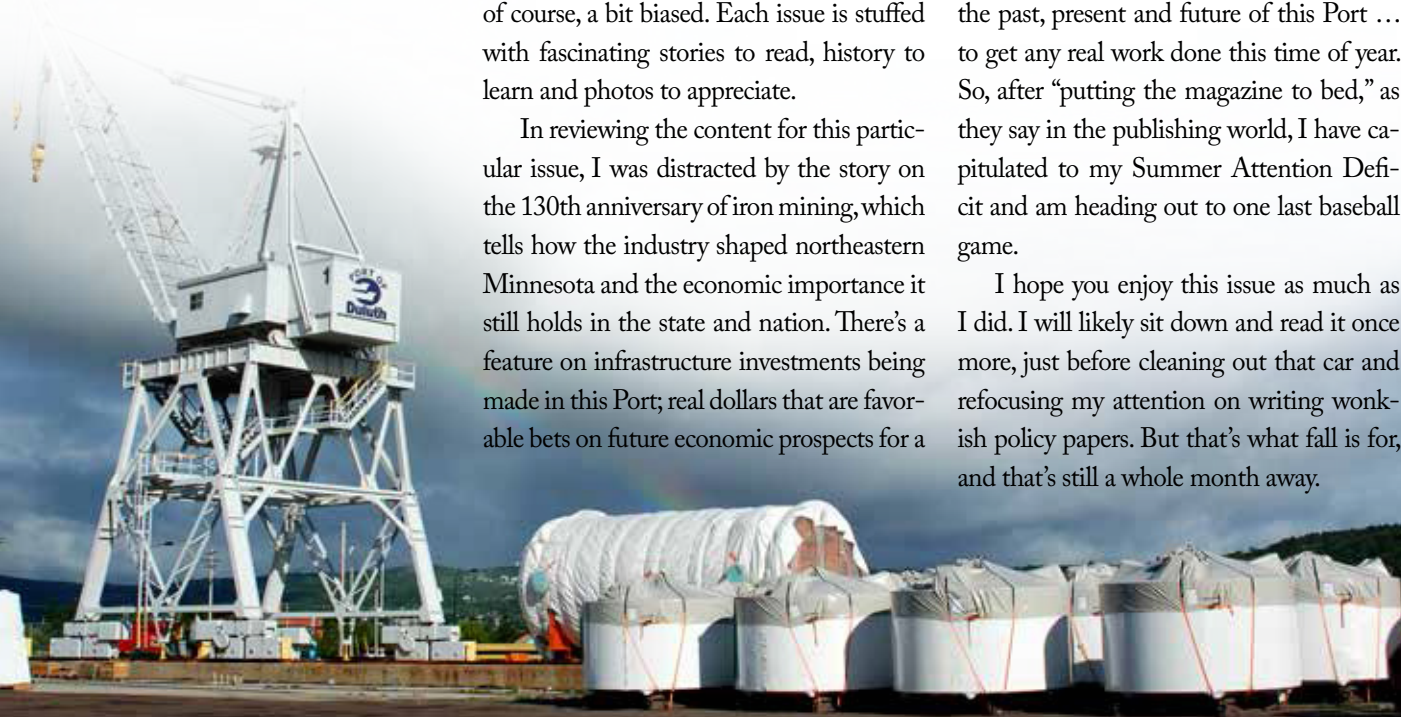 of course, a bit biased. Each issue is stuffed
with fascinating stories to read, history to
learn and photos to appreciate.
In reviewing the content for this partic-
ular issue, I was distracted by the story on
the 130th anniversary of iron mining, which
tells how the industry shaped northeastern
Minnesota and the economic importance it
still holds in the state and nation. There's a
feature on infrastructure investments being
made in this Port; real dollars that are favor-
able bets on future economic prospects for a
the past, present and future of this Port …
to get any real work done this time of year.
So, after “putting the magazine to bed,” as
they say in the publishing world, I have ca-
pitulated to my Summer Attention Defi-
cit and am heading out to one last baseball
game.
I hope you enjoy this issue as much as
I did. I will likely sit down and read it once
more, just before cleaning out that car and
refocusing my attention on writing wonk-
ish policy papers. But that's what fall is for,
and that's still a whole month away.
1
PORT OF
Duluth